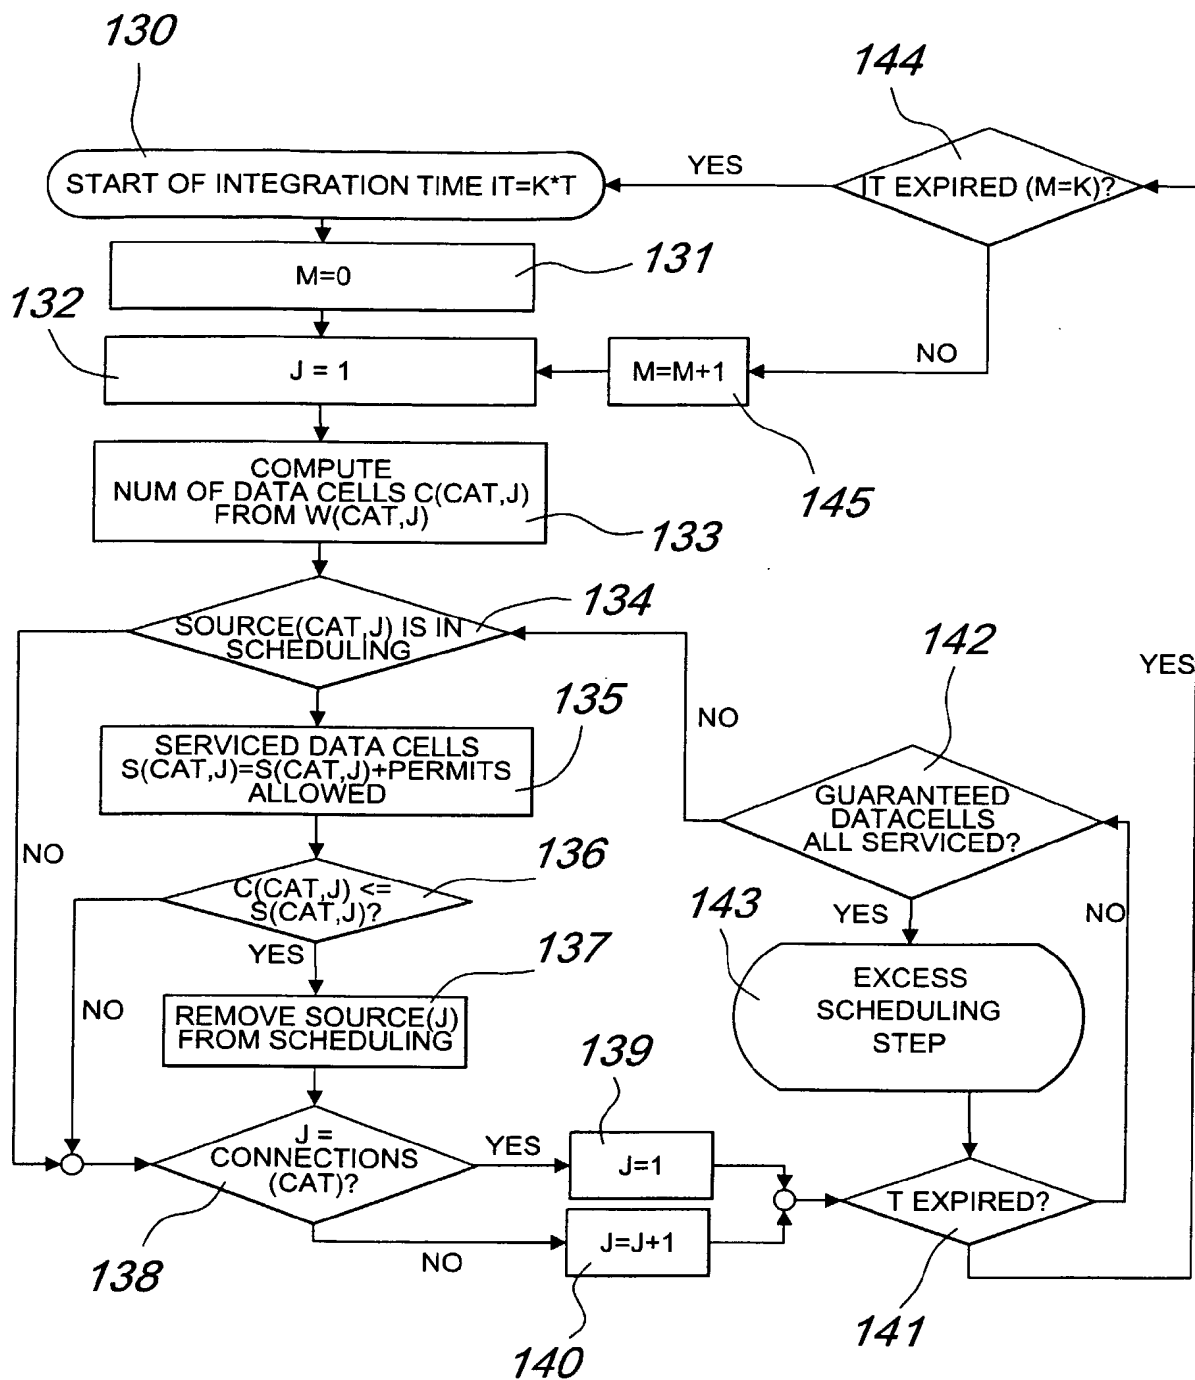 130
144
START OF INTEGRATION TIME IT=K*T
YES
IT EXPIRED (M=K)?
M=0
131
132
J = 1
M=M+1
NO
145
COMPUTE
NUM OF DATA CELLS C(CAT,J)
FROM W(CAT,J)
133
134
SOURCE(CAT,J) IS IN
SCHEDULING
142
YES
135
NO
SERVICED DATA CELLS
S(CAT,J)=S(CAT,J)+PERMITS
ALLOWED
GUARANTEED
DATACELLS
ALL SERVICED?
NO
136
C(CAT,J) <=
S(CAT,J)?
143
YES
NO
YES
137
NO
REMOVE SOURCE(J)
FROM SCHEDULING
EXCESS
SCHEDULING
STEP
139
J =
CONNECTIONS
(CAT)?
YES
J=1
T EXPIRED?
138
NO
J=J+1
141
140